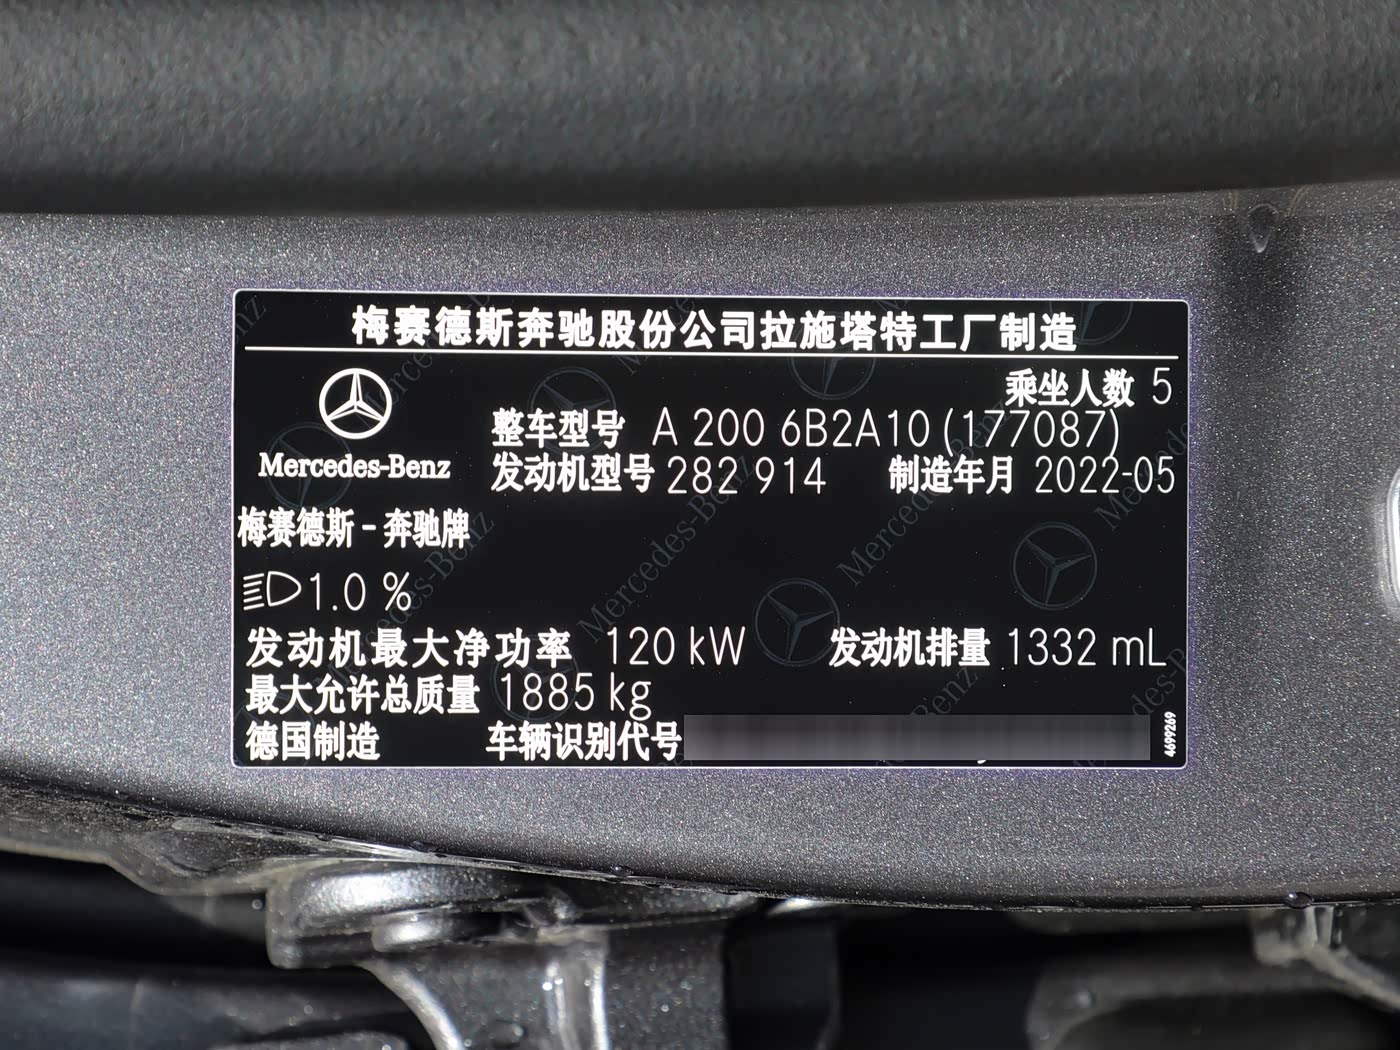 梅赛德斯奔驰股份公司拉施塔特工厂制造
乘坐人数 5
Mercedes-Benz
整车型号 A 200 6B2A10 (177087)
发动机型号 282 914 制造年月 2022-05
梅赛德斯-奔驰牌
1.0 %
发动机最大净功率 120 kW 发动机排量 1332 mL
最大允许总质量 1885 kg
德国制造 车辆识别代号
4699269